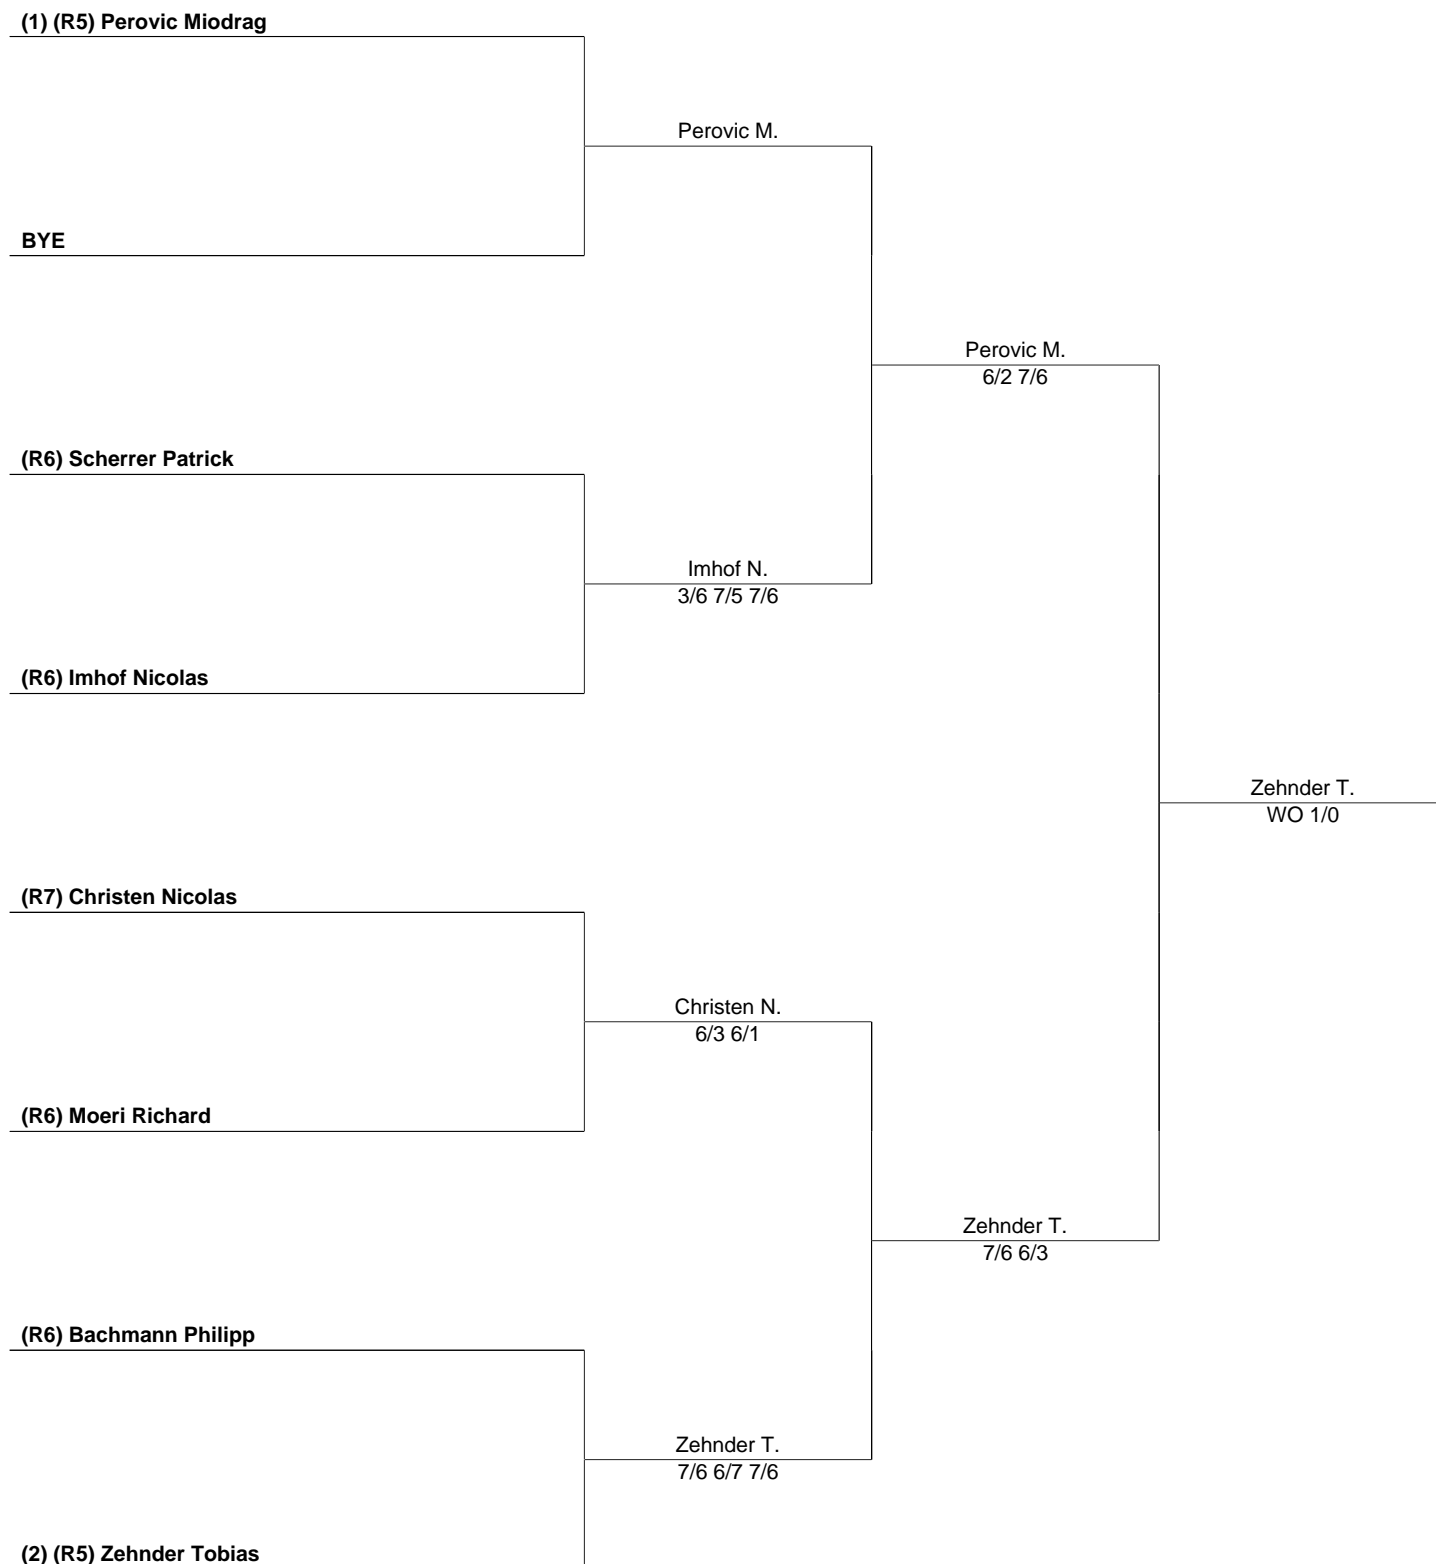 (1) (R5) Perovic Miodrag
Perovic M.
BYE
Perovic M.
6/2 7/6
(R6) Scherrer Patrick
Imhof N.
3/6 7/5 7/6
(R6) Imhof Nicolas
Zehnder T.
WO 1/0
(R7) Christen Nicolas
Christen N.
6/3 6/1
(R6) Moeri Richard
Zehnder T.
7/6 6/3
(R6) Bachmann Philipp
Zehnder T.
7/6 6/7 7/6
(2) (R5) Zehnder Tobias